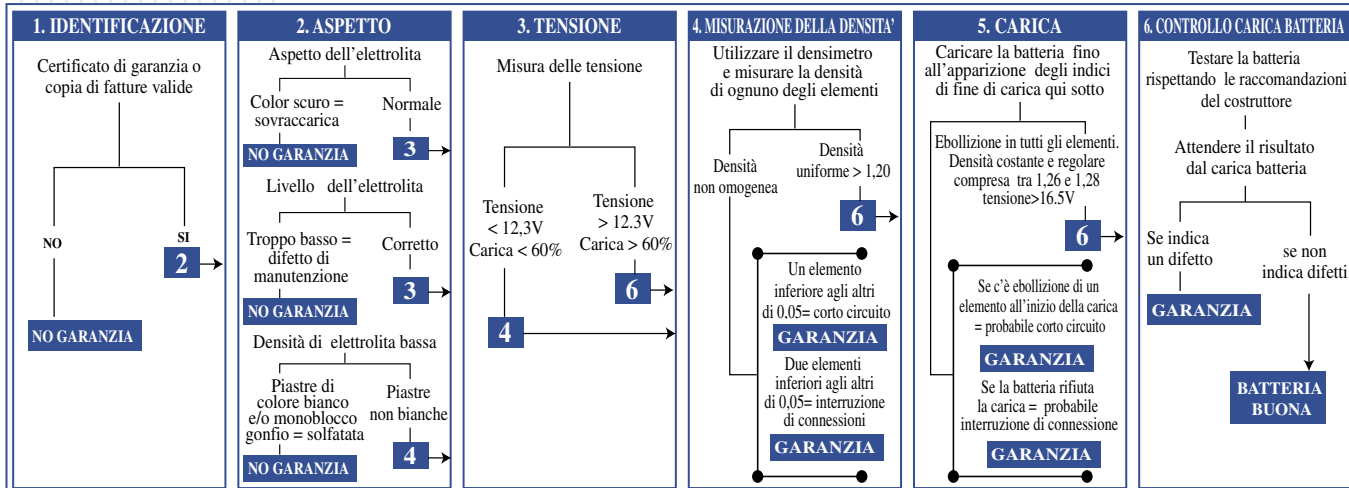 1. IDENTIFICAZIONE
Certificato di garanzia o
copia di fatture valide
NO
SI
2
NO GARANZIA
2. ASPETTO
Aspetto dell'elettrolita
Color scuro =
sovraccarica
Normale
NO GARANZIA
3
Livello dell'elettrolita
Troppo basso =
difetto di
manutenzione
Corretto
3
NO GARANZIA
Densità di elettrolita bassa
Piastre di
colore bianco
e/o monoblocco
gonfio = solfatata
Piastre
non bianche
4
NO GARANZIA
3. TENSIONE
Misura delle tensione
Tensione
< 12,3V
Carica < 60%
Tensione
> 12.3V
Carica > 60%
6
4
4. MISURAZIONE DELLA DENSITA'
Utilizzare il densimetro
e misurare la densità
di ognuno degli elementi
Densità
non omogenea
Densità
uniforme > 1,20
6
Un elemento
inferiore agli altri
di 0,05= corto circuito
GARANZIA
Due elementi
inferiori agli altri
di 0,05= interruzione
di connessioni
GARANZIA
5. CARICA
Caricare la batteria fino
all'apparizione degli indici
di fine di carica qui sotto
Ebollizione in tutti gli elementi.
Densità costante e regolare
compresa tra 1,26 e 1,28
tensione>16.5V
6
Se c'è ebollizione di un
elemento all'inizio della carica
= probabile corto circuito
GARANZIA
Se la batteria rifiuta
la carica = probabile
interruzione di connessione
GARANZIA
6. CONTROLLO CARICA BATTERIA
Testare la batteria
rispettando le raccomandazioni
del costruttore
Attendere il risultato
dal carica batteria
Se indica
un difetto
se non
indica difetti
GARANZIA
BATTERIA
BUONA